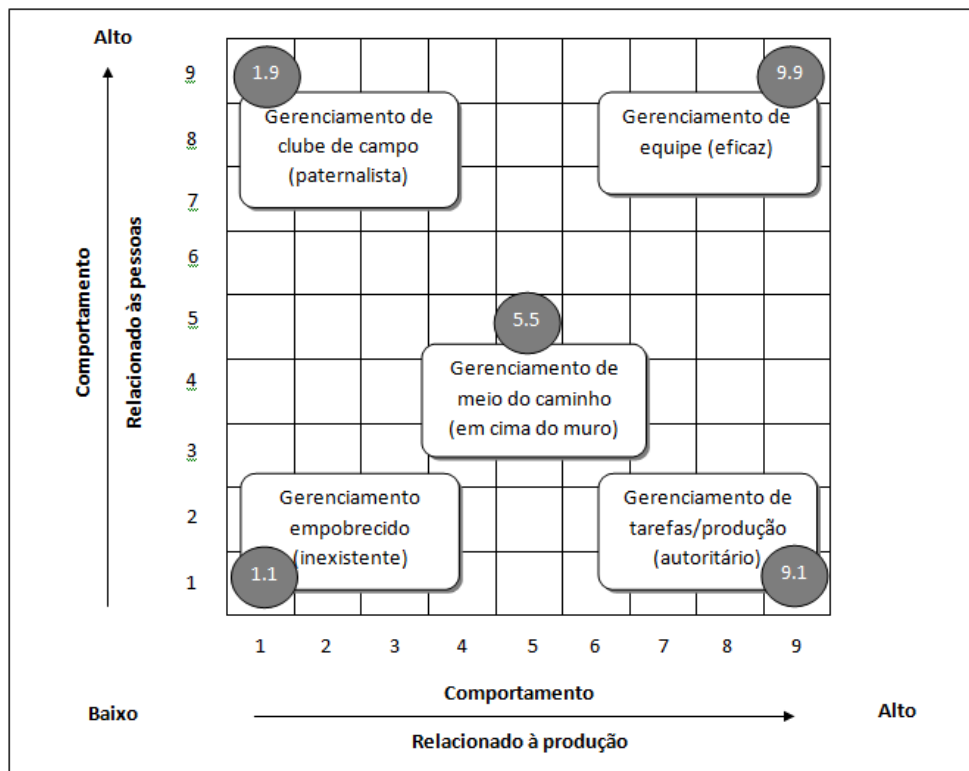 Alto
9
1.9
9.9
Gerenciamento de
clube de campo
(paternalista)
Gerenciamento de
equipe (eficaz)
8
7
6
Comportamento
Relacionado às pessoas
5
5.5
4
Gerenciamento de
meio do caminho
(em cima do muro)
3
2
Gerenciamento
empobrecido
(inexistente)
Gerenciamento de
tarefas/produção
(autoritário)
1
1.1
9.1
1 2 3 4 5 6 7 8 9
Comportamento
Baixo
Alto
Relacionado à produção